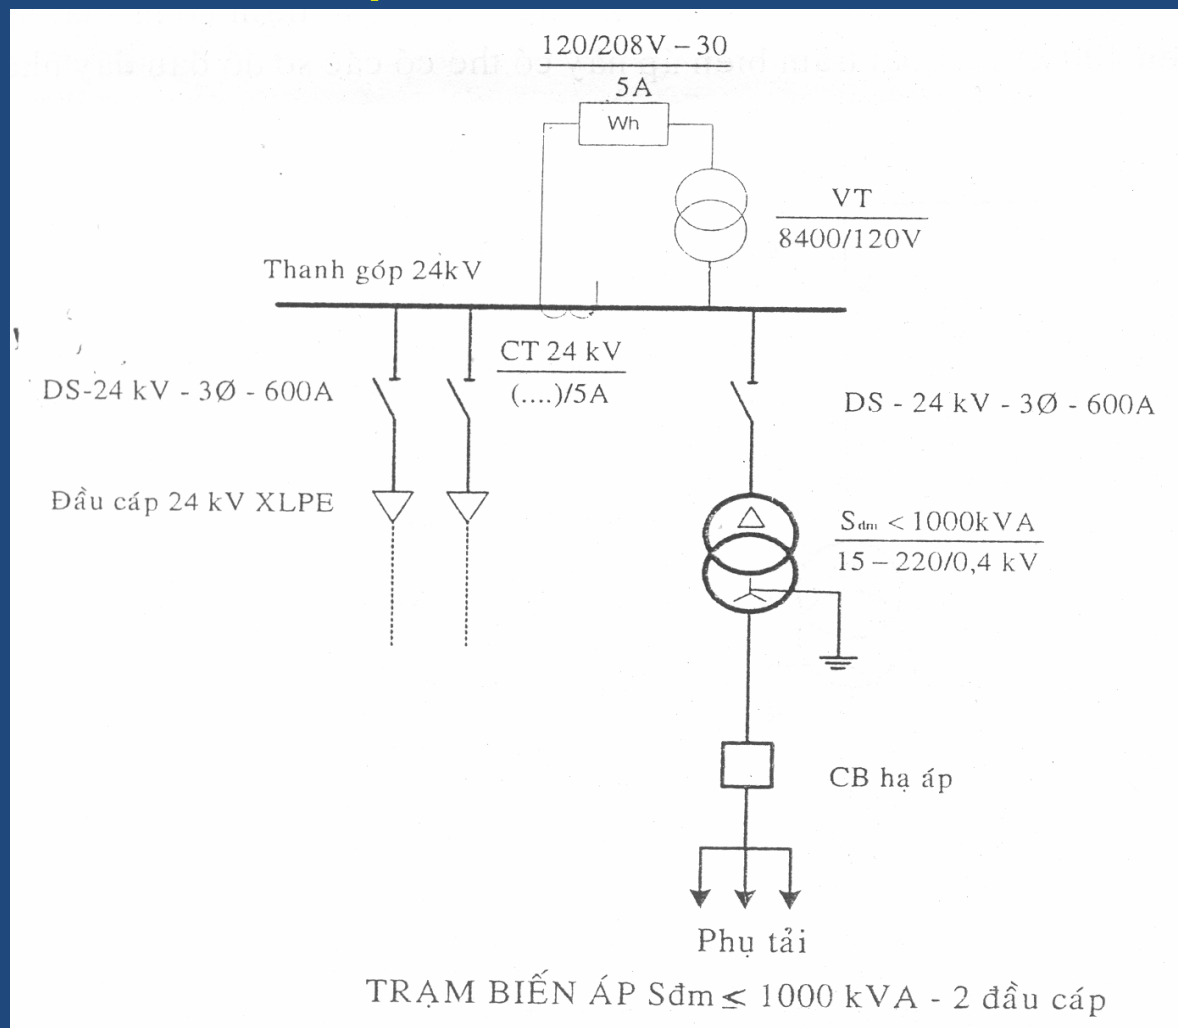 120/208V – 30
5A
Wh
VT
8400/120V
Thanh góp 24kV
CT 24 kV
(....)/5A
DS-24 kV - 3Ø - 600A
DS - 24 kV - 3Ø - 600A
Đầu cáp 24 kV XLPE
Sđm < 1000kVA
15 – 220/0,4 kV
CB hạ áp
Phụ tải
TRẠM BIẾN ÁP Sđm ≤ 1000 kVA - 2 đầu cáp